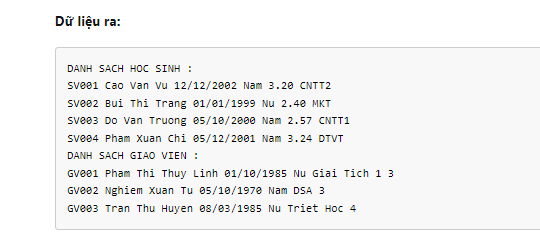 Dữ liệu ra:
DANH SACH HOC SINH :
SV001 Cao Van Vu 12/12/2002 Nam 3.20 CNTT2
SV002 Bui Thi Trang 01/01/1999 Nu 2.40 MKT
SV003 Do Van Truong 05/10/2000 Nam 2.57 CNTT1
SV004 Pham Xuan Chi 05/12/2001 Nam 3.24 DTVT
DANH SACH GIAO VIEN :
GV001 Pham Thi Thuy Linh 01/10/1985 Nu Giai Tich 1 3
GV002 Nghiem Xuan Tu 05/10/1970 Nam DSA 3
GV003 Tran Thu Huyen 08/03/1985 Nu Triet Hoc 4